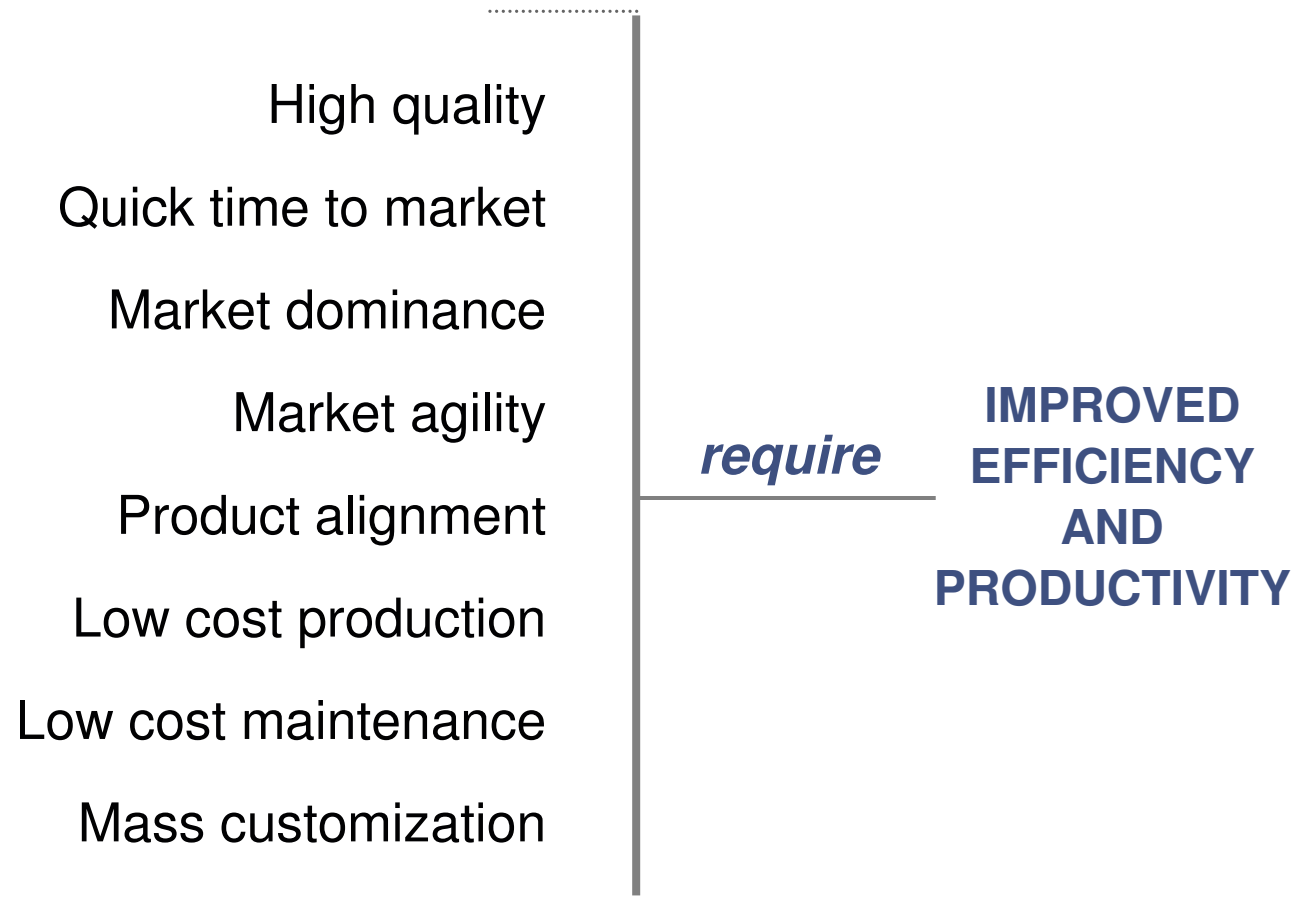 High quality
Quick time to market
Market dominance
Market agility
Product alignment
Low cost production
Low cost maintenance
Mass customization
require
IMPROVED
EFFICIENCY
AND
PRODUCTIVITY